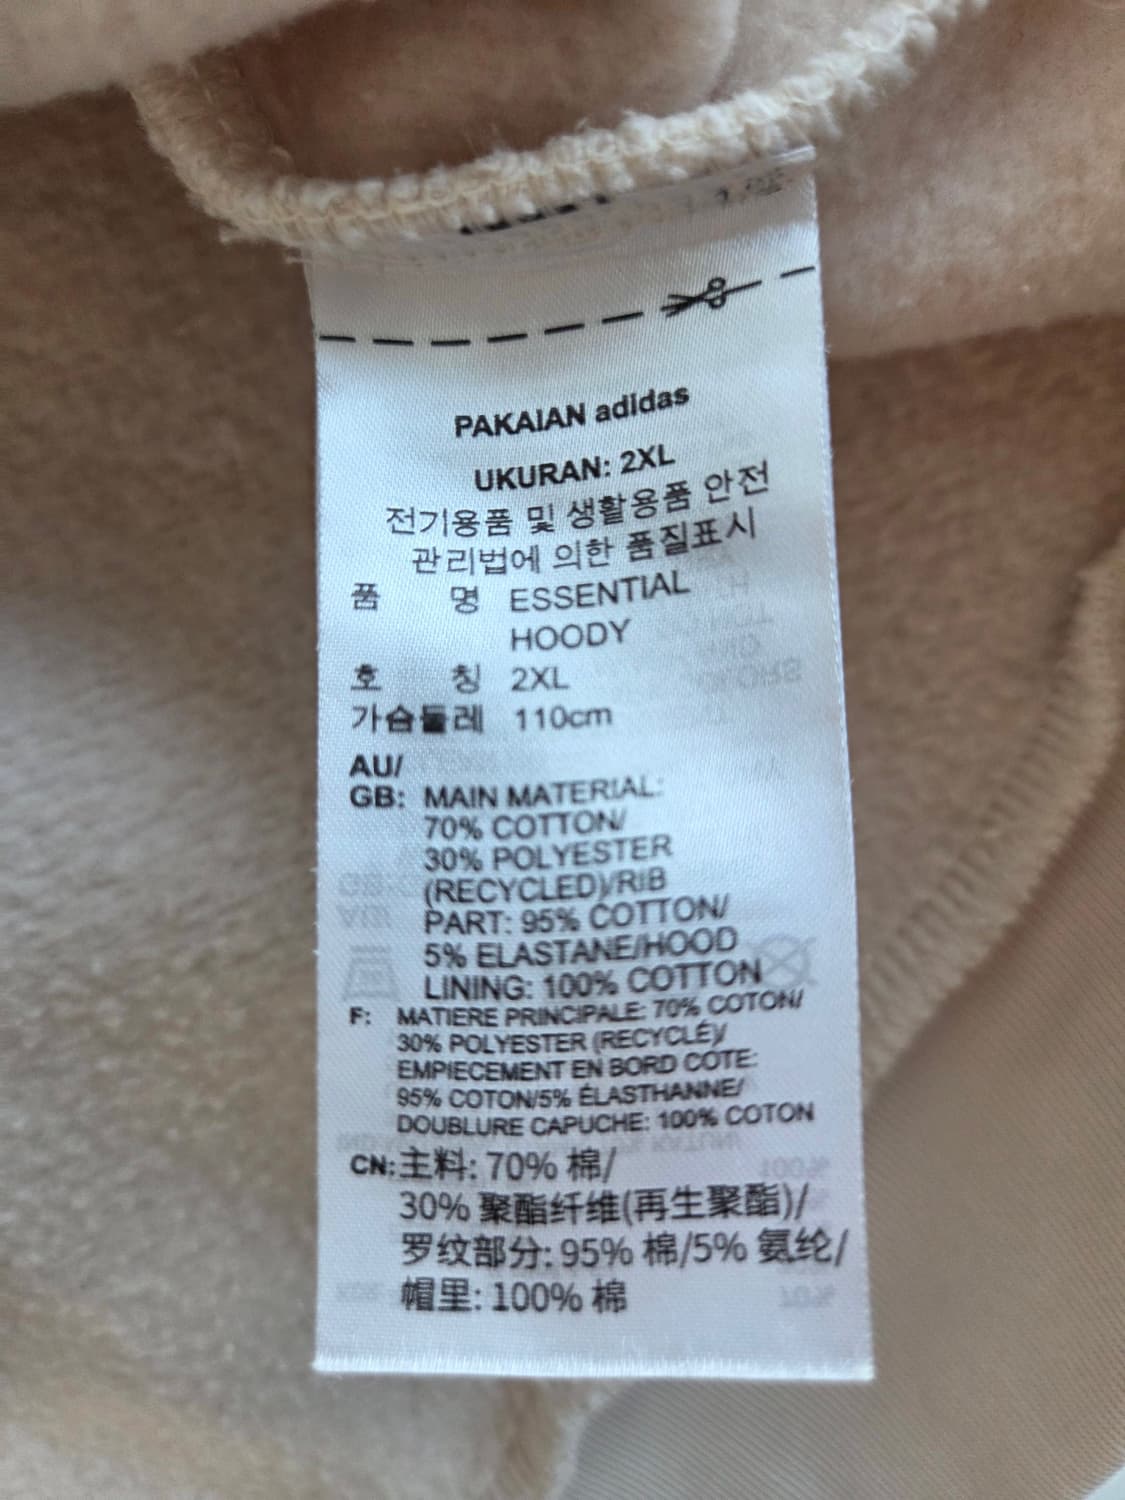 PAKAIAN adidas
UKURAN: 2XL
전기용품 및 생활용품 안전
관리법에 의한 품질표시
품 명 ESSENTIAL
HOODY
호 칭 2XL
가슴둘레 110cm
AU/
GB: MAIN MATERIAL:
70% COTTON/
30% POLYESTER
(RECYCLED)/RIB
PART: 95% COTTON/
5% ELASTANE/HOOD
LINING: 100% COTTON
F: MATIERE PRINCIPALE: 70% COTON/
30% POLYESTER (RECYCLÉ)/
EMPIECEMENT EN BORD COTE:
95% COTON/5% ÉLASTHANNE/
DOUBLURE CAPUCHE: 100% COTON
CN: 主料: 70% 棉/
30% 聚酯纤维(再生聚酯)/
罗纹部分: 95% 棉/5% 氨纶/
帽里: 100% 棉